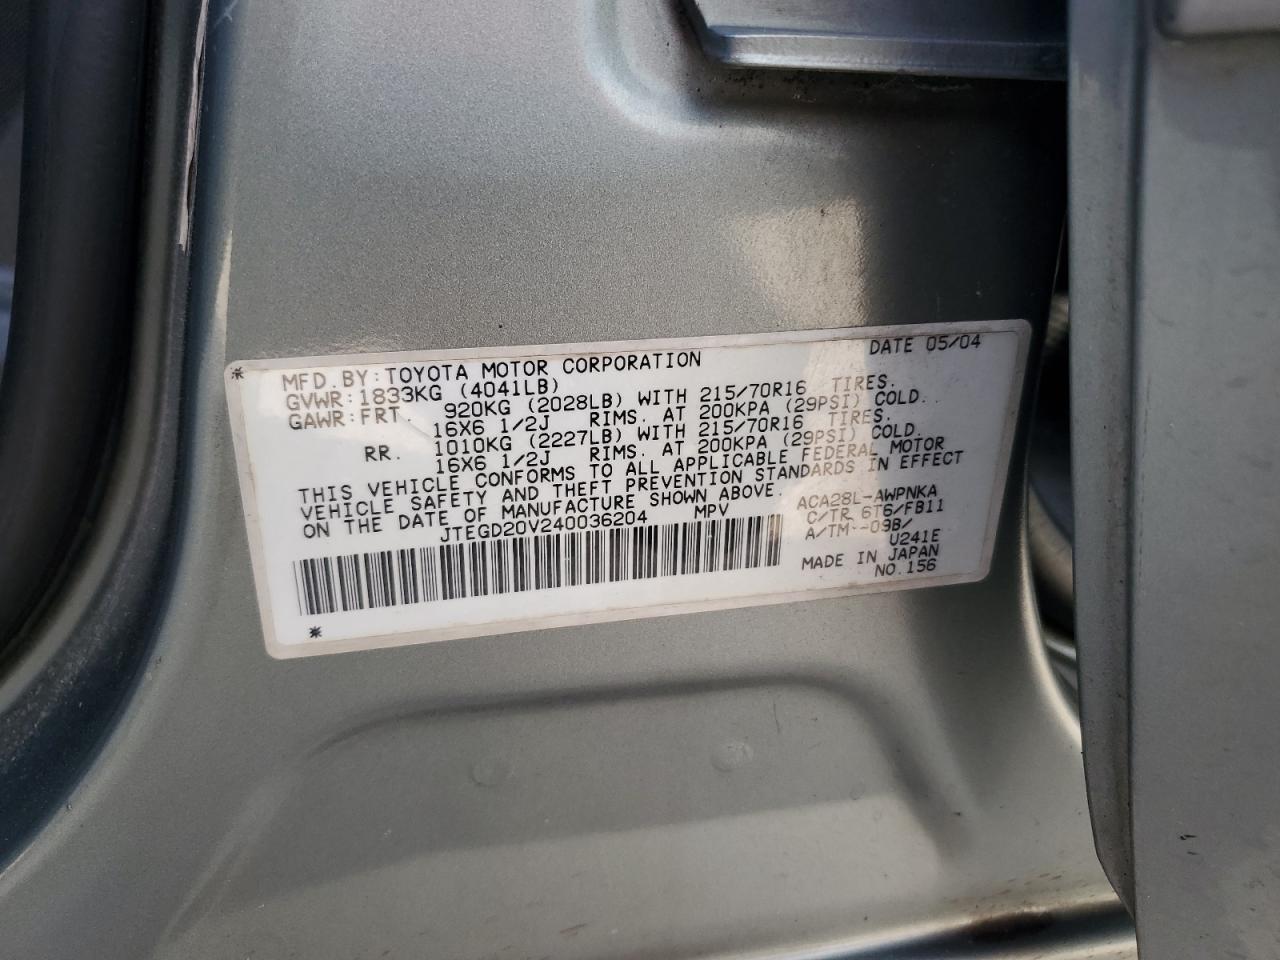 DATE 05/04
MFD.BY:TOYOTA MOTOR CORPORATION
GVWR:1833KG (4041LB)
GAWR:FRT. 920KG (2028LB) WITH 215/70R16 TIRES.
16X6 1/2J RIMS. AT 200KPA (29PSI) COLD.
RR. 1010KG (2227LB) WITH 215/70R16 TIRES.
16X6 1/2J RIMS. AT 200KPA (29PSI) COLD.
THIS VEHICLE CONFORMS TO ALL APPLICABLE FEDERAL MOTOR
VEHICLE SAFETY AND THEFT PREVENTION STANDARDS IN EFFECT
ON THE DATE OF MANUFACTURE SHOWN ABOVE.
JTEGD20V240036204 MPV
ACA28L-AWPNKA
C/TR 6T6/FB11
A/TM--09B/
U241E
MADE IN JAPAN
NO.156